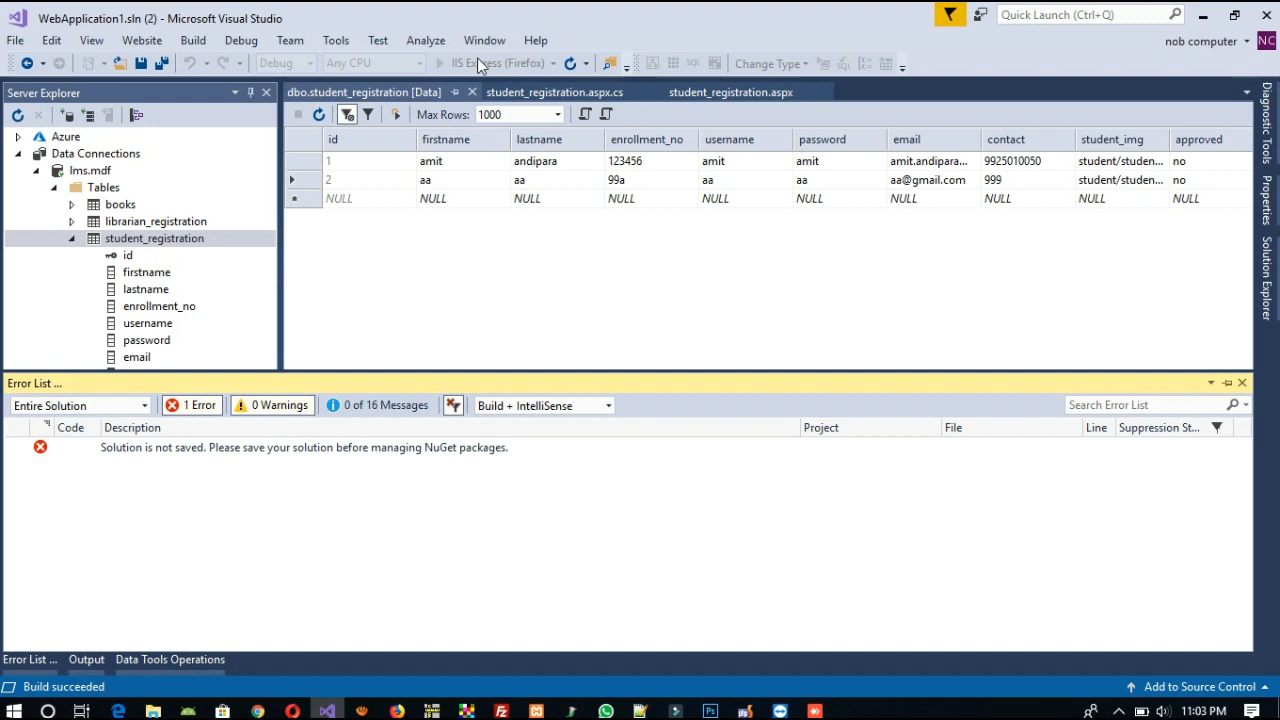 WebApplication1.sln (2) - Microsoft Visual Studio
Quick Launch (Ctrl+Q)
File Edit View Website Build Debug Team Tools Test Analyze Window Help
nob computer NC
Debug Any CPU IIS Express (Firefox) Change Type
Server Explorer
dbo.student_registration [Data] student_registration.aspx.cs student_registration.aspx
Max Rows: 1000
Azure
Data Connections
lms.mdf
Tables
books
librarian_registration
student_registration
id
firstname
lastname
enrollment_no
username
password
email
id firstname lastname enrollment_no username password email contact student_img approved
1 amit andipara 123456 amit amit amit.andipara... 9925010050 student/studen... no
2 aa aa 99a aa aa aa@gmail.com 999 student/studen... no
NULL NULL NULL NULL NULL NULL NULL NULL NULL NULL
Diagnostic Tools
Properties
Solution Explorer
Error List ...
Entire Solution 1 Error 0 Warnings 0 of 16 Messages Build + IntelliSense Search Error List
Code Description Project File Line Suppression St...
Solution is not saved. Please save your solution before managing NuGet packages.
Error List ... Output Data Tools Operations
Build succeeded Add to Source Control
11:03 PM